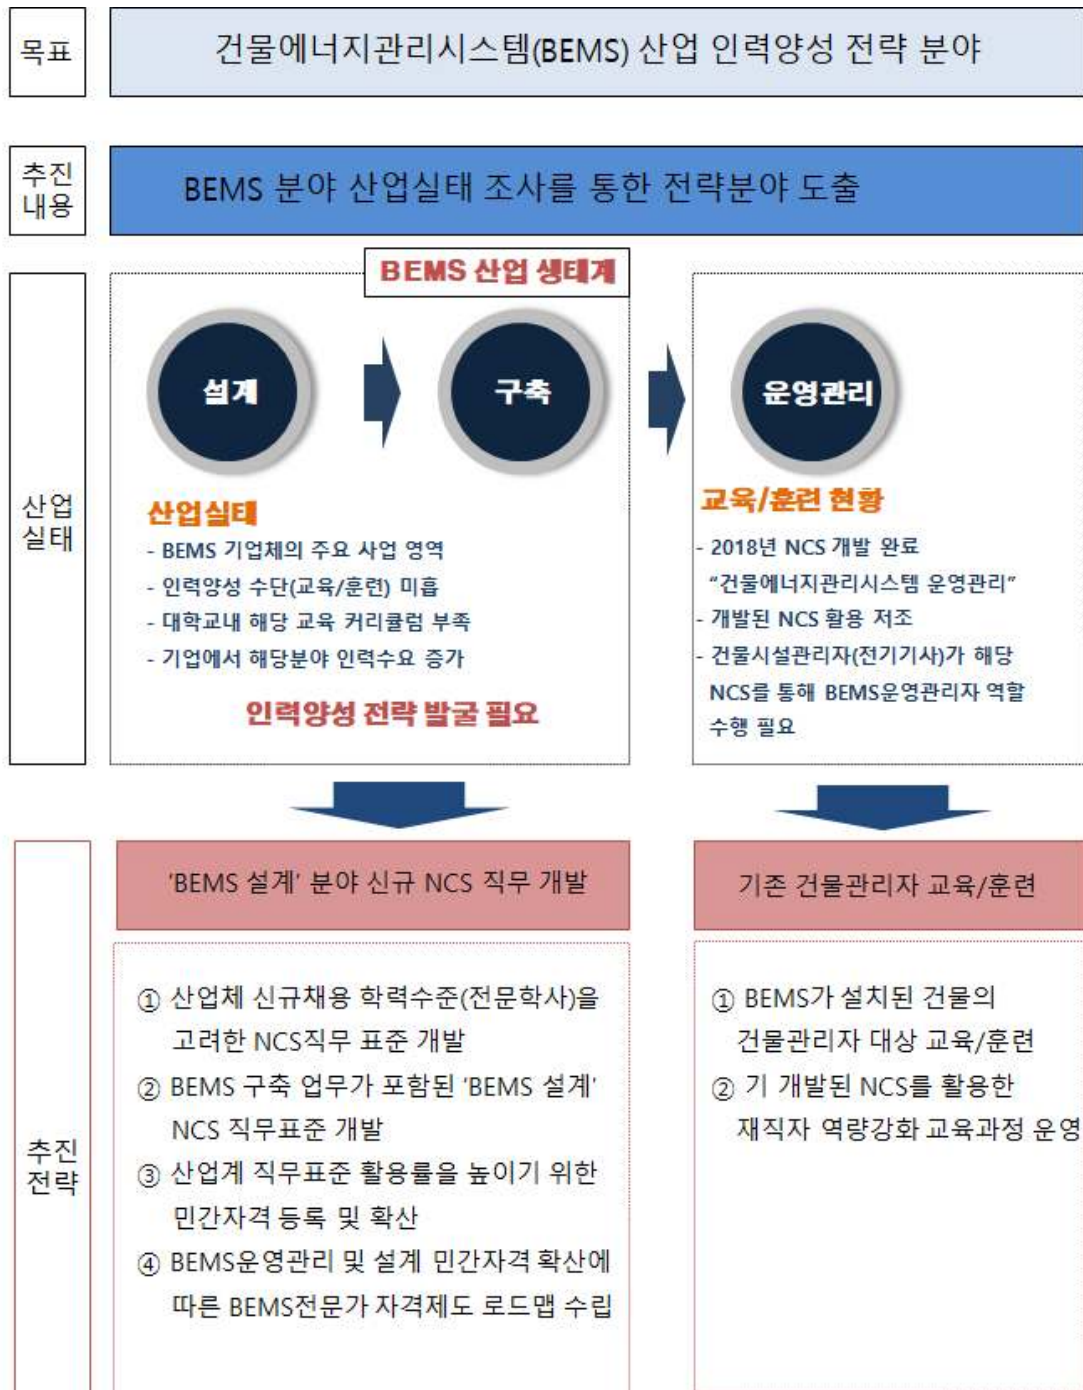 목표
건물에너지관리시스템(BEMS) 산업 인력양성 전략 분야
추진
내용
BEMS 분야 산업실태 조사를 통한 전략분야 도출
산업
실태
BEMS 산업 생태계
설계
구축
운영관리
산업실태
- BEMS 기업체의 주요 사업 영역
- 인력양성 수단(교육/훈련) 미흡
- 대학교내 해당 교육 커리큘럼 부족
- 기업에서 해당분야 인력수요 증가
인력양성 전략 발굴 필요
교육/훈련 현황
- 2018년 NCS 개발 완료
“건물에너지관리시스템 운영관리”
- 개발된 NCS 활용 저조
- 건물시설관리자(전기기사)가 해당
NCS를 통해 BEMS운영관리자 역할
수행 필요
추진
전략
‘BEMS 설계’ 분야 신규 NCS 직무 개발
① 산업체 신규채용 학력수준(전문학사)을
고려한 NCS직무 표준 개발
② BEMS 구축 업무가 포함된 ‘BEMS 설계’
NCS 직무표준 개발
③ 산업계 직무표준 활용률을 높이기 위한
민간자격 등록 및 확산
④ BEMS운영관리 및 설계 민간자격 확산에
따른 BEMS전문가 자격제도 로드맵 수립
기존 건물관리자 교육/훈련
① BEMS가 설치된 건물의
건물관리자 대상 교육/훈련
② 기 개발된 NCS를 활용한
재직자 역량강화 교육과정 운영